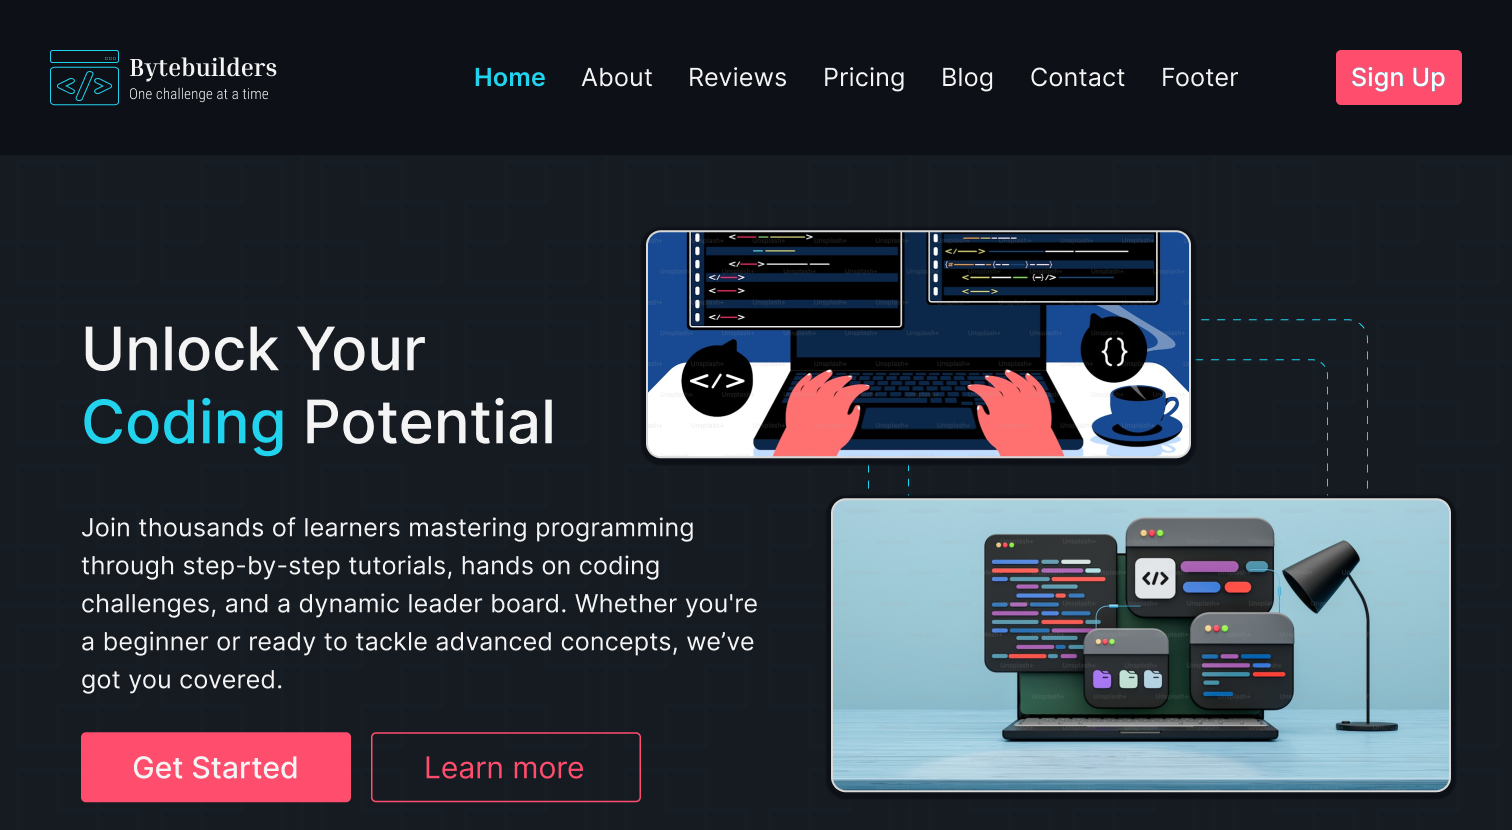 Bytebuilders
One challenge at a time
</>
Home About Reviews Pricing Blog Contact Footer
Sign Up
Unlock Your
Coding Potential
Join thousands of learners mastering programming
through step-by-step tutorials, hands on coding
challenges, and a dynamic leader board. Whether you're
a beginner or ready to tackle advanced concepts, we’ve
got you covered.
Get Started
Learn more
</>
{}
</>
Unsplash+